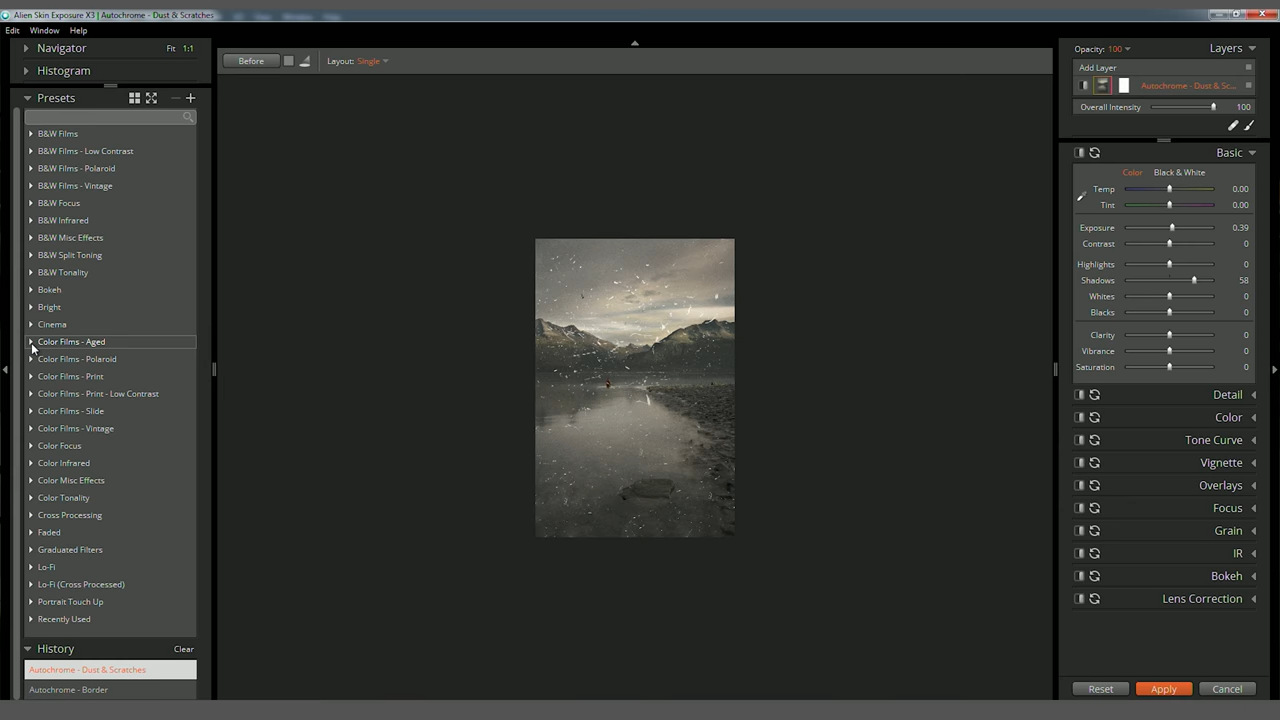 Alien Skin Exposure X3 | Autochrome - Dust & Scratches
Edit Window Help
Navigator Fit 1:1
Histogram
Presets
B&W Films
B&W Films - Low Contrast
B&W Films - Polaroid
B&W Films - Vintage
B&W Focus
B&W Infrared
B&W Misc Effects
B&W Split Toning
B&W Tonality
Bokeh
Bright
Cinema
Color Films - Aged
Color Films - Polaroid
Color Films - Print
Color Films - Print - Low Contrast
Color Films - Slide
Color Films - Vintage
Color Focus
Color Infrared
Color Misc Effects
Color Tonality
Cross Processing
Faded
Graduated Filters
Lo-Fi
Lo-Fi (Cross Processed)
Portrait Touch Up
Recently Used
History Clear
Autochrome - Dust & Scratches
Autochrome - Border
Before Layout: Single
Opacity: 100 Layers
Add Layer
Autochrome - Dust & Sc...
Overall Intensity 100
Basic
Color Black & White
Temp 0.00
Tint 0.00
Exposure 0.39
Contrast 0
Highlights 0
Shadows 58
Whites 0
Blacks 0
Clarity 0
Vibrance 0
Saturation 0
Detail
Color
Tone Curve
Vignette
Overlays
Focus
Grain
IR
Bokeh
Lens Correction
Reset Apply Cancel